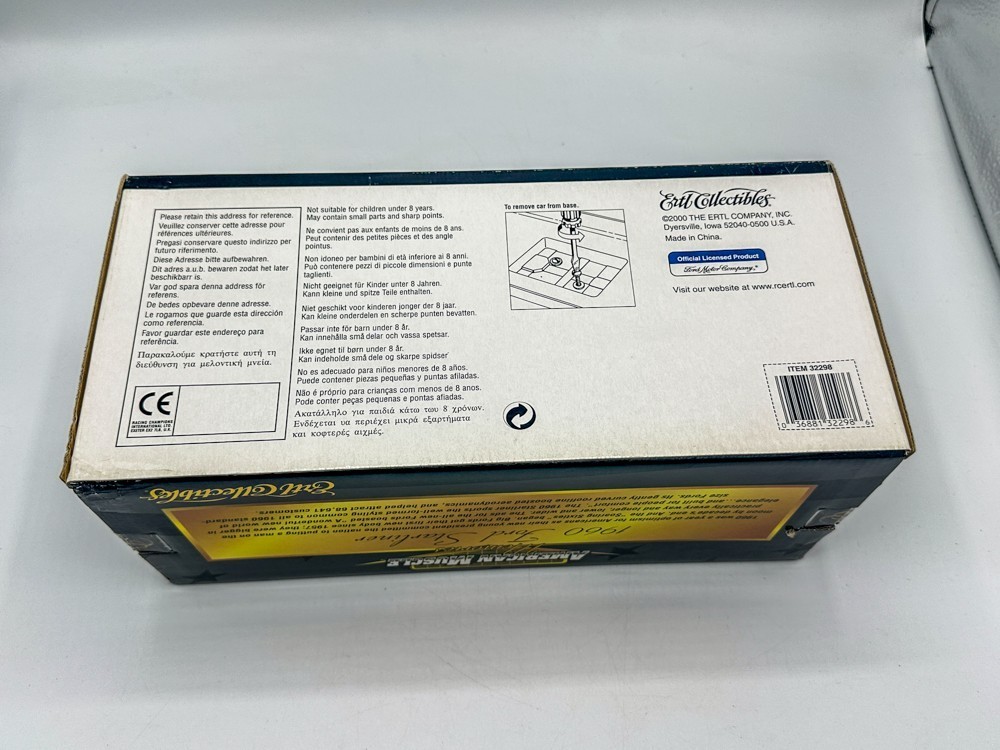 Please retain this address for reference.
Veuillez conserver cette adresse pour
références ultérieures.
Pregasi conservare questo indirizzo per
futuro riferimento.
Diese Adresse bitte aufbewahren.
Dit adres a.u.b. bewaren zodat het later
beschikbarr is.
Var god spara denna address för
referens.
De bedes opbevare denne adresse.
Le rogamos que guarde esta dirección
como referencia.
Favor guardar este endereço para
referência.
Παρακαλούμε κρατήστε αυτή τη
διεύθυνση για μελοντική μνεία.
CE
RACING CHAMPIONS
INTERNATIONAL LTD.
EXETER EX2 7LA, U.K.
Not suitable for children under 8 years.
May contain small parts and sharp points.
Ne convient pas aux enfants de moins de 8 ans.
Peut contenir des petites pièces et des angle
pointus.
Non idoneo per bambini di età inferiore ai 8 anni.
Può contenere pezzi di piccole dimensioni e punte
taglienti.
Nicht geeignet für Kinder unter 8 Jahren.
Kann kleine und spitze Teile enthalten.
Niet geschikt voor kinderen jonger der 8 jaar.
Kan kleine onderdelen en scherpe punten bevatten.
Passar inte för barn under 8 år.
Kan innehålla små delar och vassa spetsar.
Ikke egnet til børn under 8 år.
Kan indeholde små dele og skarpe spidser
No es adecuado para niños menores de 8 años.
Puede contener piezas pequeñas y puntas afiladas.
Não é próprio para crianças com menos de 8 anos.
Pode conter peças pequenas e pontas afiadas.
Ακατάλληλο για παιδιά κάτω των 8 χρόνων.
Ενδέχεται να περιέχει μικρά εξαρτήματα
και κοφτερές αιχμές.
To remove car from base.
Ertl Collectibles
©2000 THE ERTL COMPANY, INC.
Dyersville, Iowa 52040-0500 U.S.A.
Made in China.
Official Licensed Product
Ford Motor Company
Visit our website at www.rcertl.com
ITEM 32298
0 36881 32298 6
Ertl Collectibles
AMERICAN MUSCLE
1960 Ford Starliner